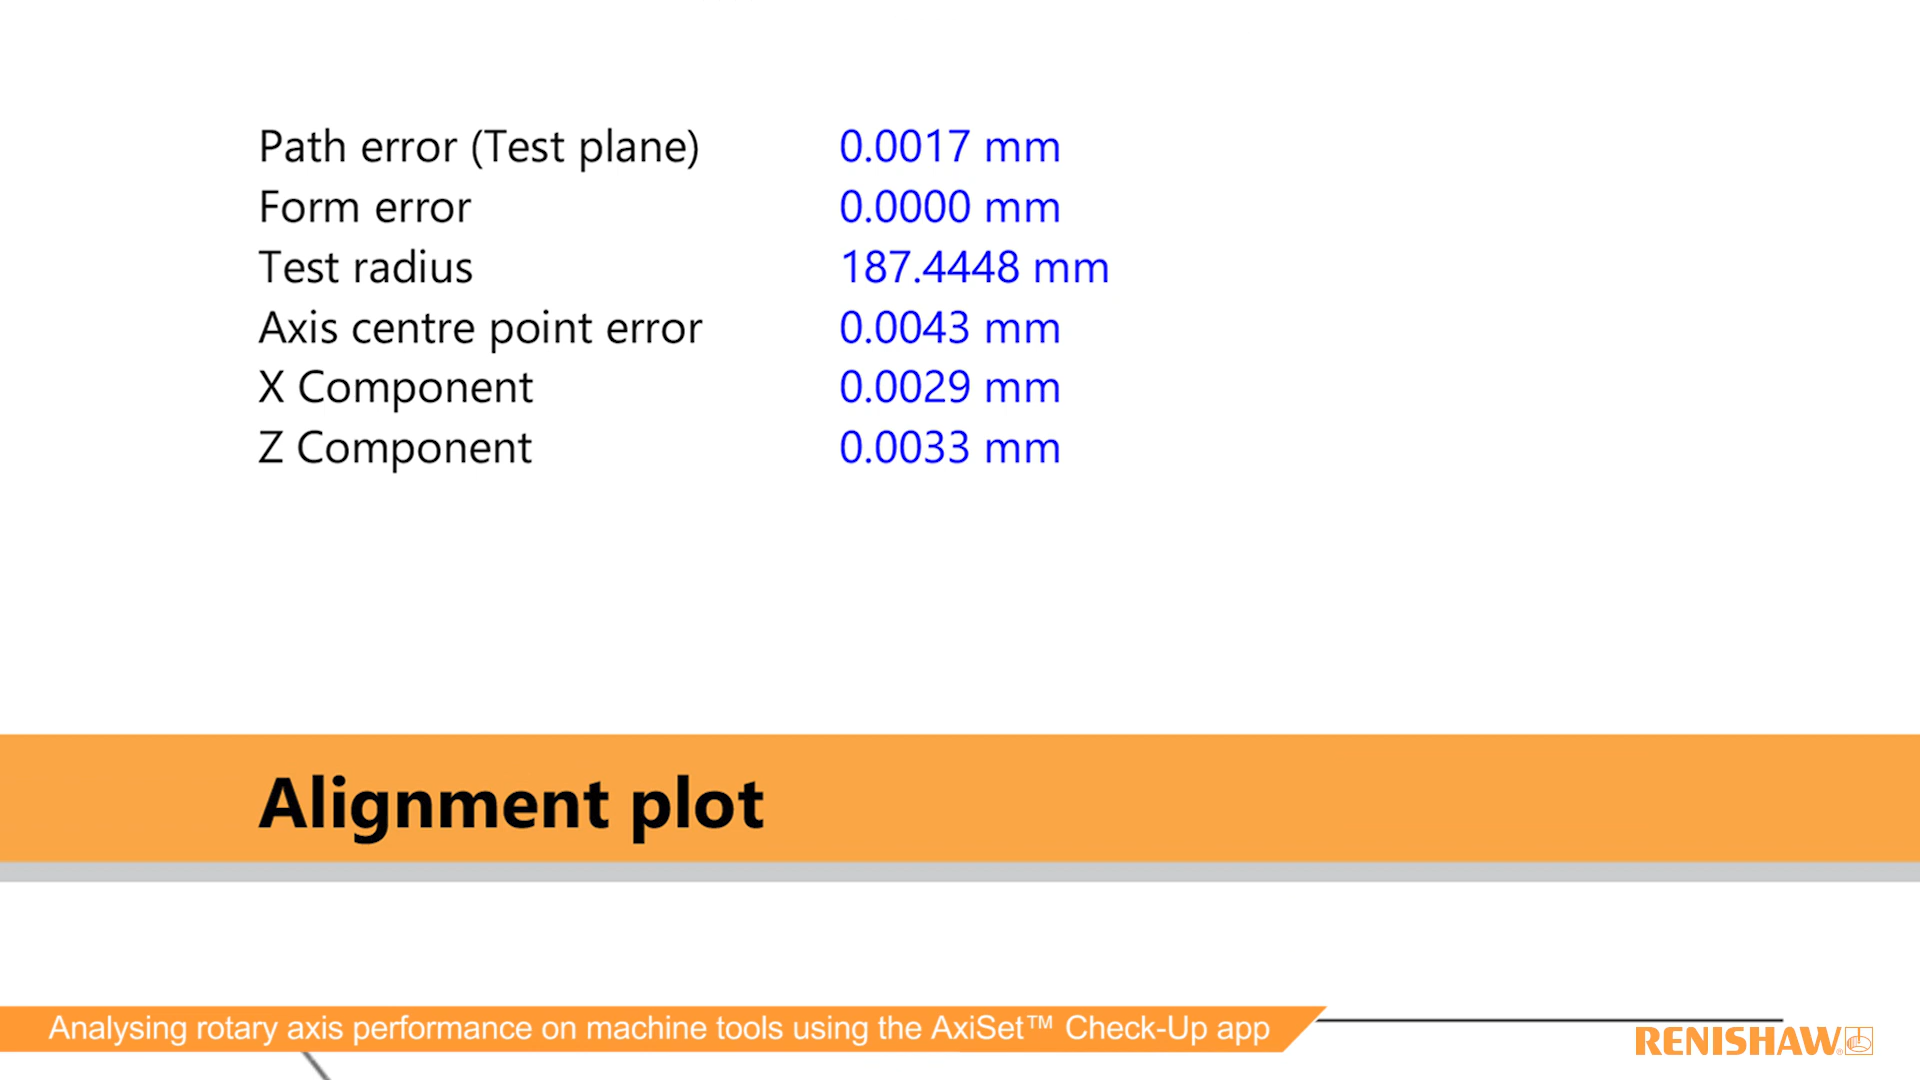 Path error (Test plane) 0.0017 mm
Form error 0.0000 mm
Test radius 187.4448 mm
Axis centre point error 0.0043 mm
X Component 0.0029 mm
Z Component 0.0033 mm
Alignment plot
Analysing rotary axis performance on machine tools using the AxiSet™ Check-Up app
RENISHAW®